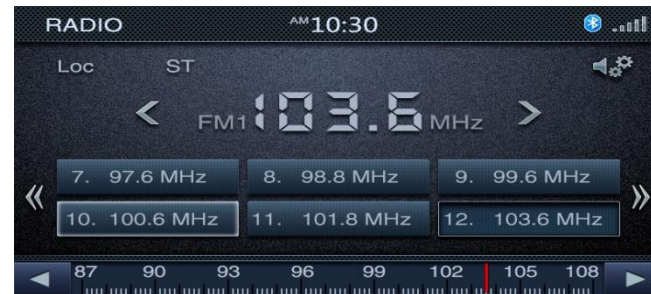 RADIO AM10:30
Loc ST
FM1 103.6 MHz
7. 97.6 MHz 8. 98.8 MHz 9. 99.6 MHz
10. 100.6 MHz 11. 101.8 MHz 12. 103.6 MHz
87 90 93 96 99 102 105 108